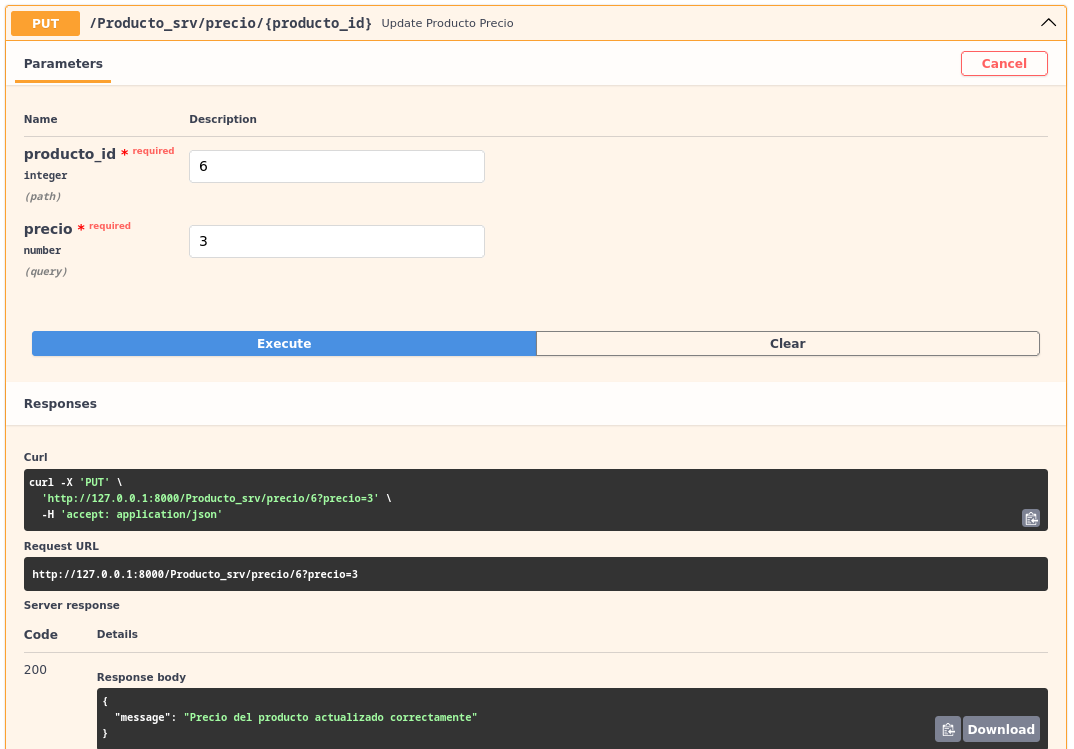 PUT /Producto_srv/precio/{producto_id} Update Producto Precio
Parameters
Cancel
Name Description
producto_id * required
integer
(path)
6
precio * required
number
(query)
3
Execute Clear
Responses
Curl
curl -X 'PUT' \
'http://127.0.0.1:8000/Producto_srv/precio/6?precio=3' \
-H 'accept: application/json'
Request URL
http://127.0.0.1:8000/Producto_srv/precio/6?precio=3
Server response
Code Details
200
Response body
{
"message": "Precio del producto actualizado correctamente"
}
Download